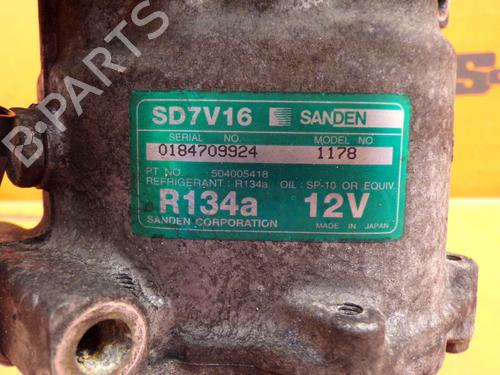 SD7V16 SANDEN
SERIAL NO. MODEL NO.
0184709924 1178
PT NO. 504005418
REFRIGERANT : R134a OIL : SP-10 OR EQUIV.
R134a 12V
SANDEN CORPORATION MADE IN JAPAN
B-PARTS